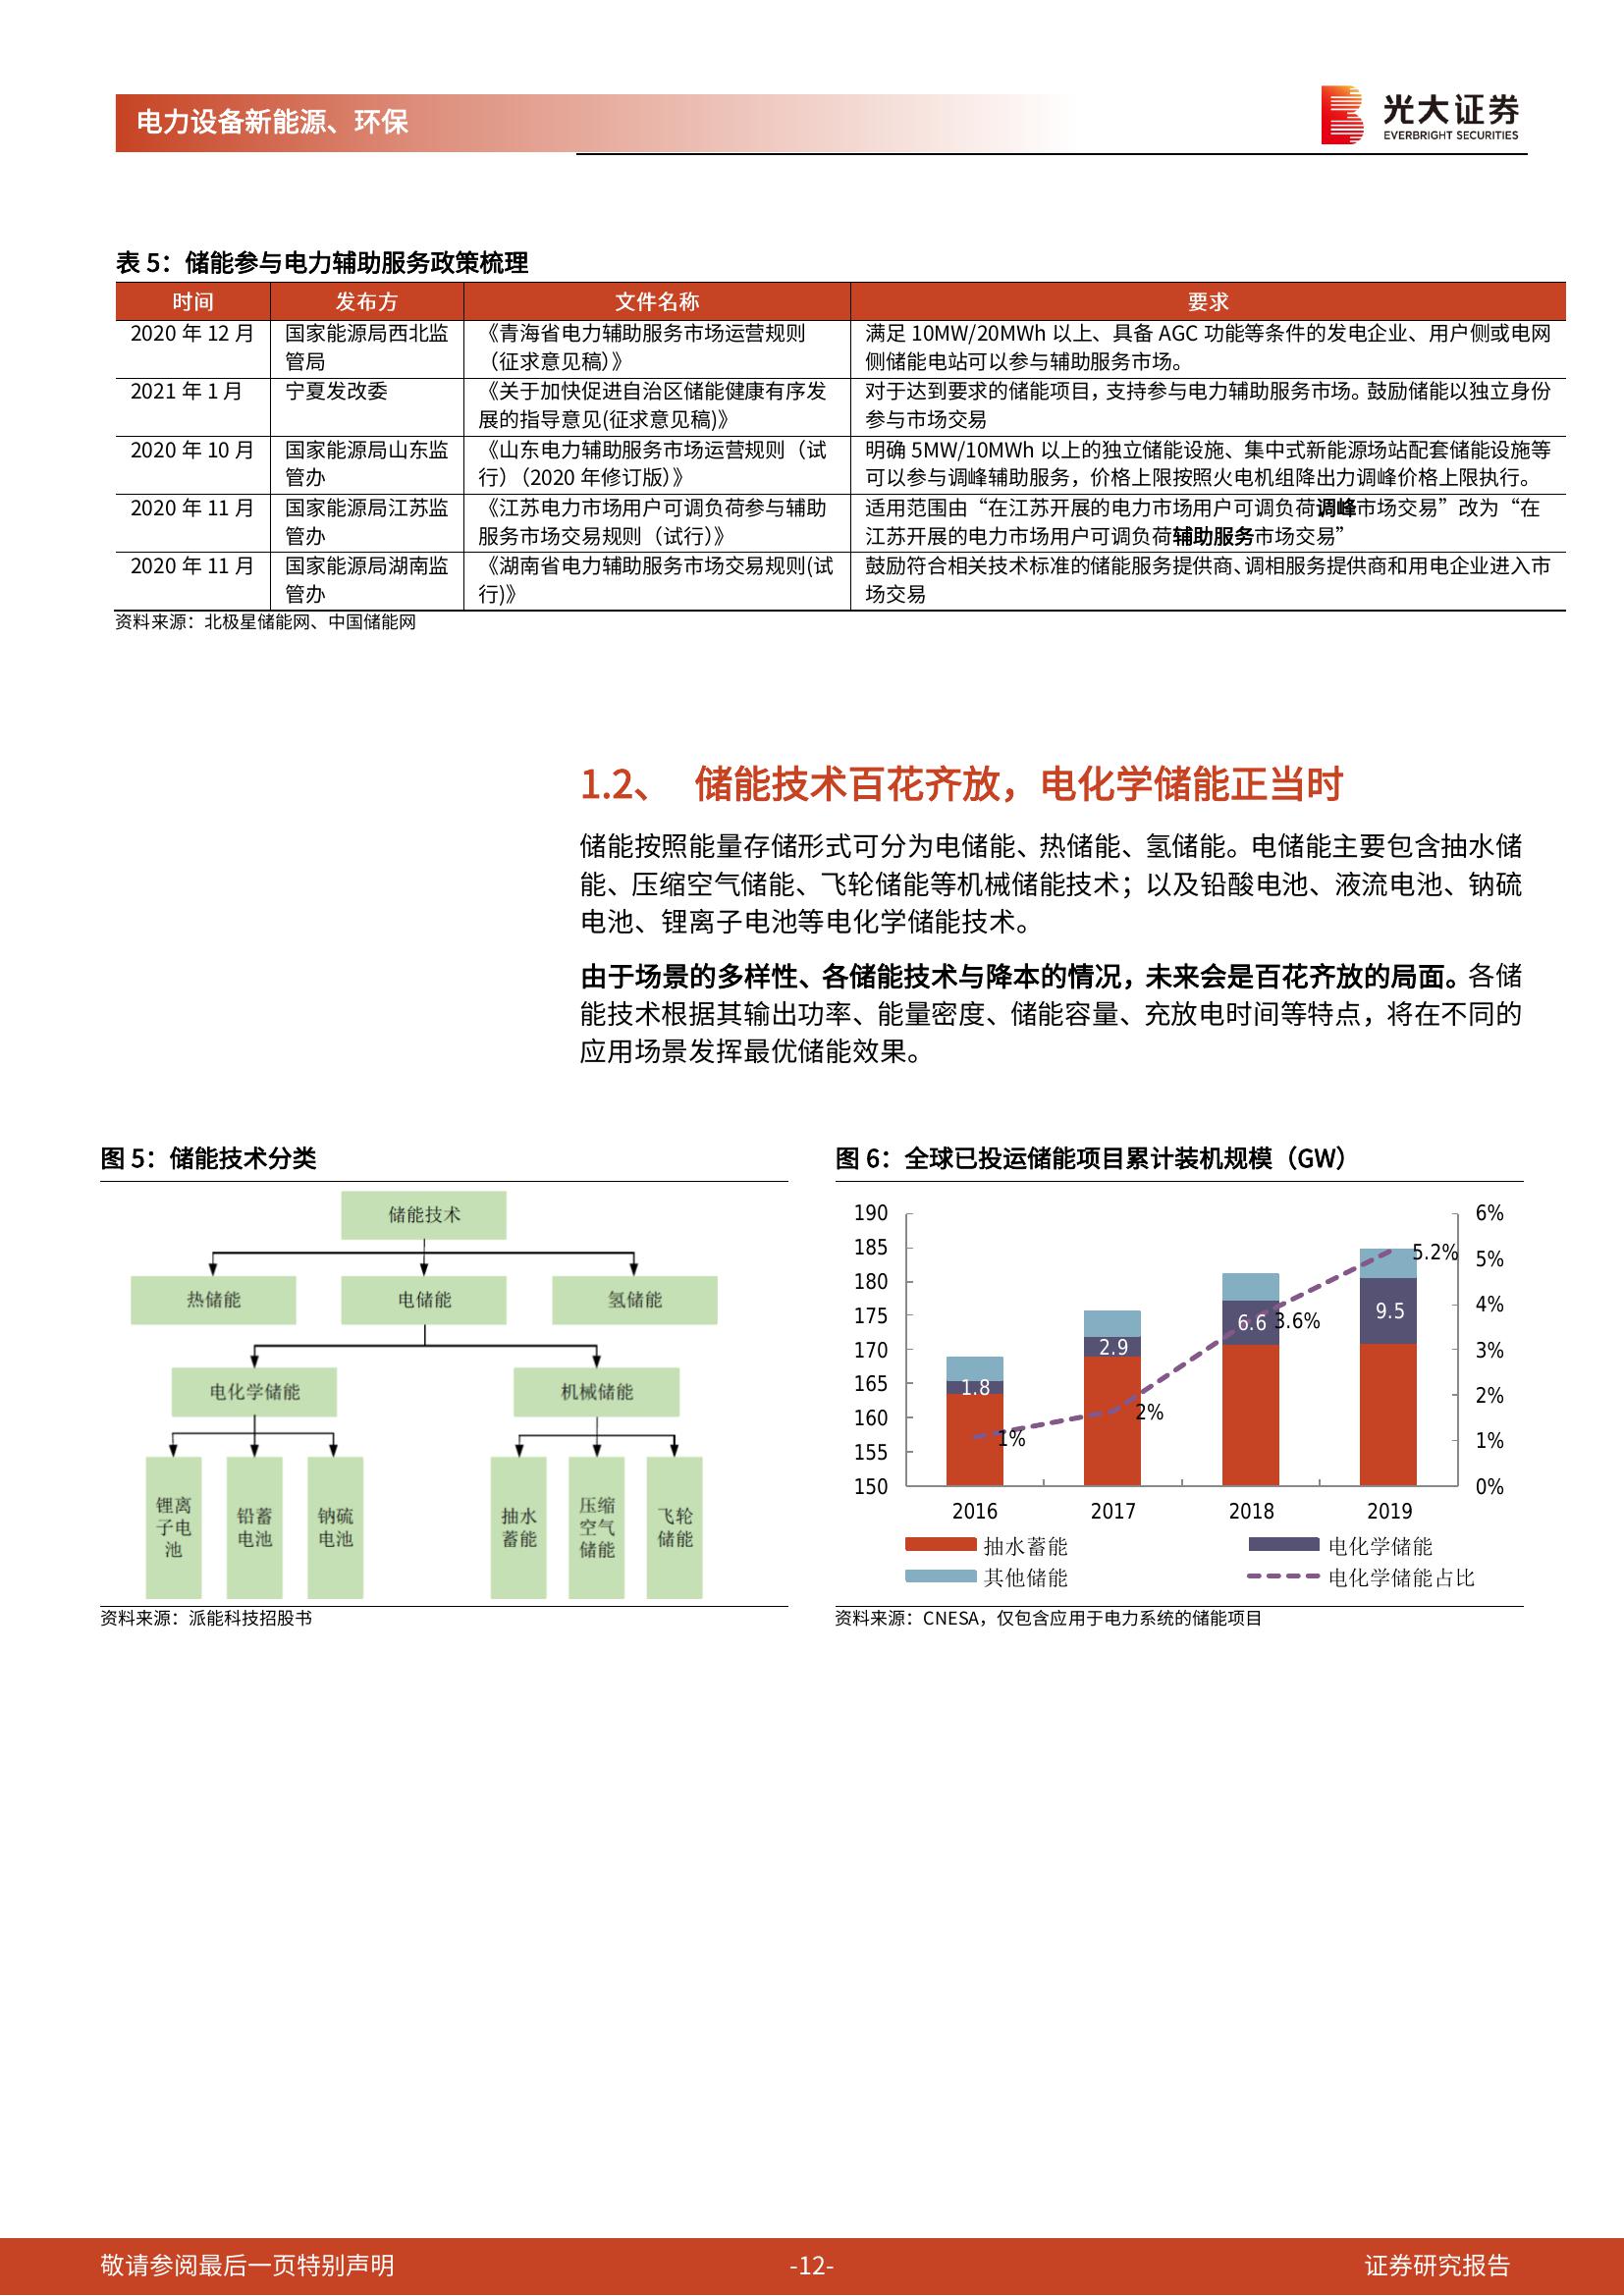 电力设备新能源、环保
光大证券
EVERBRIGHT SECURITIES
表 5：储能参与电力辅助服务政策梳理
时间 发布方 文件名称 要求
2020 年 12 月 国家能源局西北监 《青海省电力辅助服务市场运营规则 满足 10MW/20MWh 以上、具备 AGC 功能等条件的发电企业、用户侧或电网
管局 （征求意见稿）》 侧储能电站可以参与辅助服务市场。
2021 年 1 月 宁夏发改委 《关于加快促进自治区储能健康有序发 对于达到要求的储能项目，支持参与电力辅助服务市场。鼓励储能以独立身份
展的指导意见(征求意见稿)》 参与市场交易
2020 年 10 月 国家能源局山东监 《山东电力辅助服务市场运营规则（试 明确 5MW/10MWh 以上的独立储能设施、集中式新能源场站配套储能设施等
管办 行）（2020 年修订版）》 可以参与调峰辅助服务，价格上限按照火电机组降出力调峰价格上限执行。
2020 年 11 月 国家能源局江苏监 《江苏电力市场用户可调负荷参与辅助 适用范围由“在江苏开展的电力市场用户可调负荷调峰市场交易”改为“在
管办 服务市场交易规则（试行）》 江苏开展的电力市场用户可调负荷辅助服务市场交易”
2020 年 11 月 国家能源局湖南监 《湖南省电力辅助服务市场交易规则(试 鼓励符合相关技术标准的储能服务提供商、调相服务提供商和用电企业进入市
管办 行)》 场交易
资料来源：北极星储能网、中国储能网
1.2、 储能技术百花齐放，电化学储能正当时
储能按照能量存储形式可分为电储能、热储能、氢储能。电储能主要包含抽水储
能、压缩空气储能、飞轮储能等机械储能技术；以及铅酸电池、液流电池、钠硫
电池、锂离子电池等电化学储能技术。
由于场景的多样性、各储能技术与降本的情况，未来会是百花齐放的局面。各储
能技术根据其输出功率、能量密度、储能容量、充放电时间等特点，将在不同的
应用场景发挥最优储能效果。
图 5：储能技术分类
储能技术
热储能 电储能 氢储能
电化学储能 机械储能
锂离
子电
池
铅蓄
电池
钠硫
电池
抽水
蓄能
压缩
空气
储能
飞轮
储能
资料来源：派能科技招股书
图 6：全球已投运储能项目累计装机规模（GW）
190
185
180
175
170
165
160
155
150
6%
5%
4%
3%
2%
1%
0%
1.8
2.9
6.6
9.5
1%
2%
3.6%
5.2%
2016 2017 2018 2019
抽水蓄能 电化学储能
其他储能 电化学储能占比
资料来源：CNESA，仅包含应用于电力系统的储能项目
敬请参阅最后一页特别声明 -12- 证券研究报告